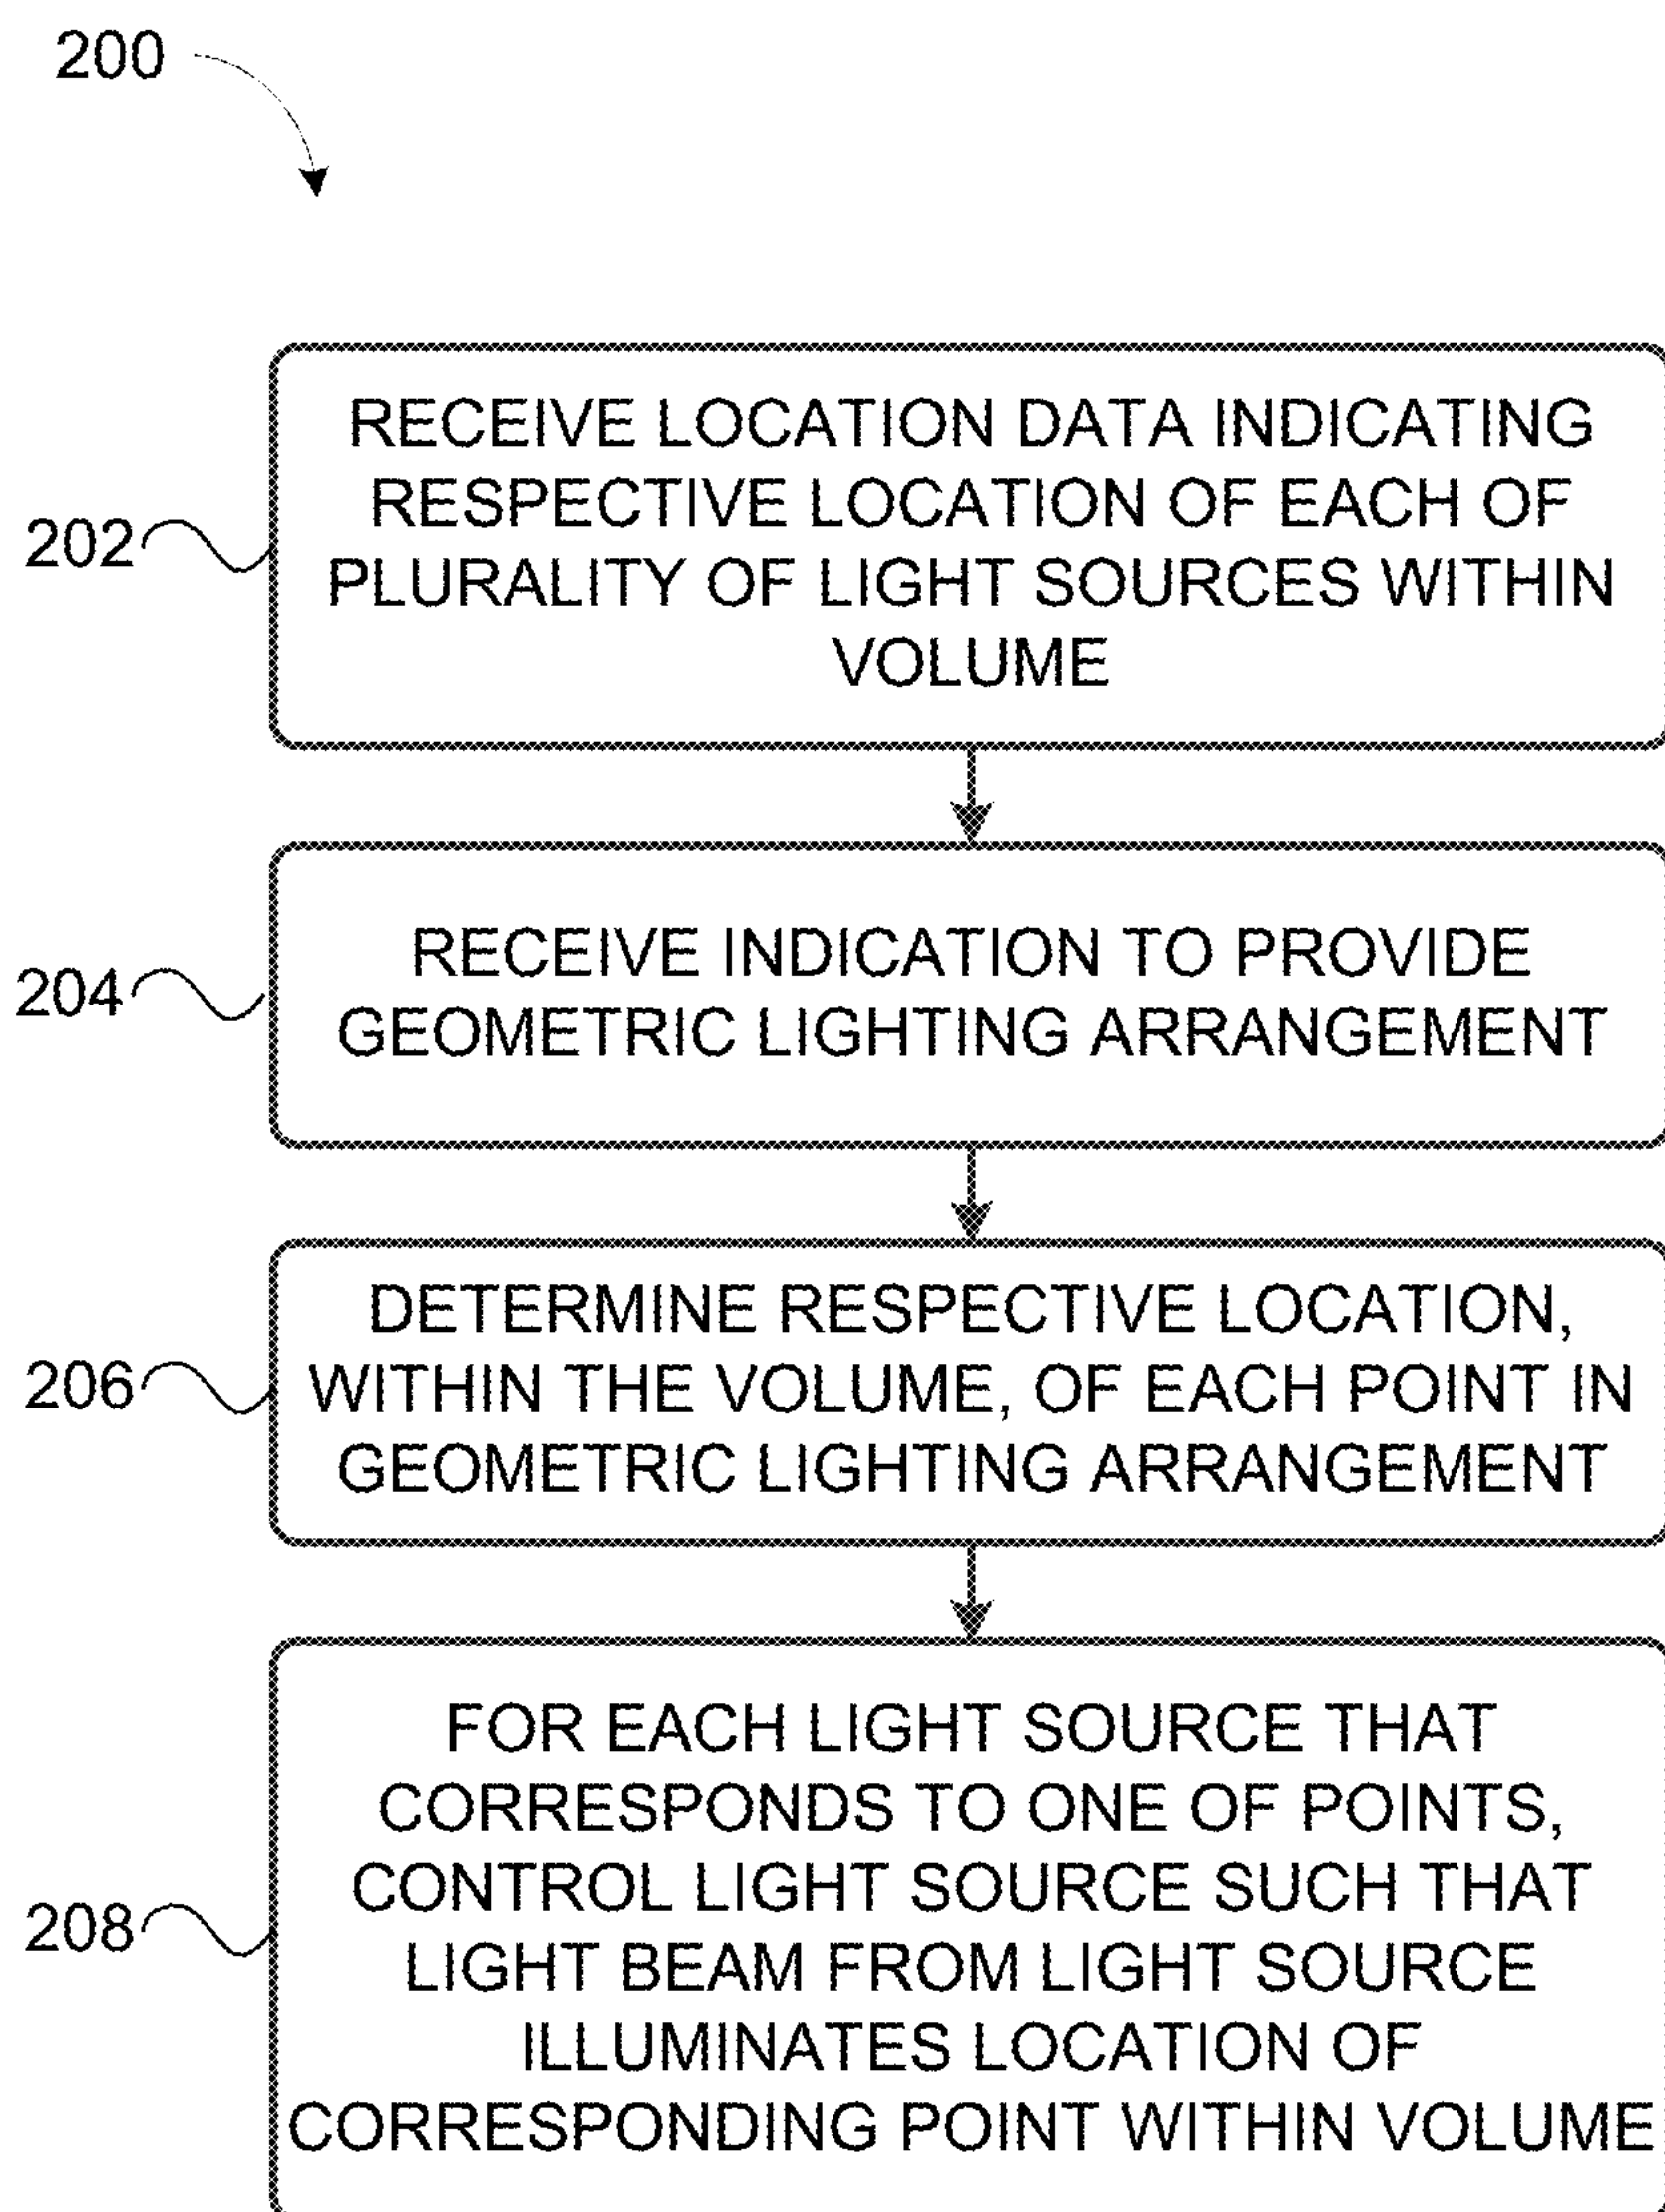 200
RECEIVE LOCATION DATA INDICATING
RESPECTIVE LOCATION OF EACH OF
202
PLURALITY OF LIGHT SOURCES WITHIN
VOLUME
RECEIVE INDICATION TO PROVIDE
204
GEOMETRIC LIGHTING ARRANGEMENT
DETERMINE RESPECTIVE LOCATION,
206
WITHIN THE VOLUME, OF EACH POINT IN
GEOMETRIC LIGHTING ARRANGEMENT
FOR EACH LIGHT SOURCE THAT
CORRESPONDS TO ONE OF POINTS,
CONTROL LIGHT SOURCE SUCH THAT
208
LIGHT BEAM FROM LIGHT SOURCE
ILLUMINATES LOCATION OF
CORRESPONDING POINT WITHIN VOLUME